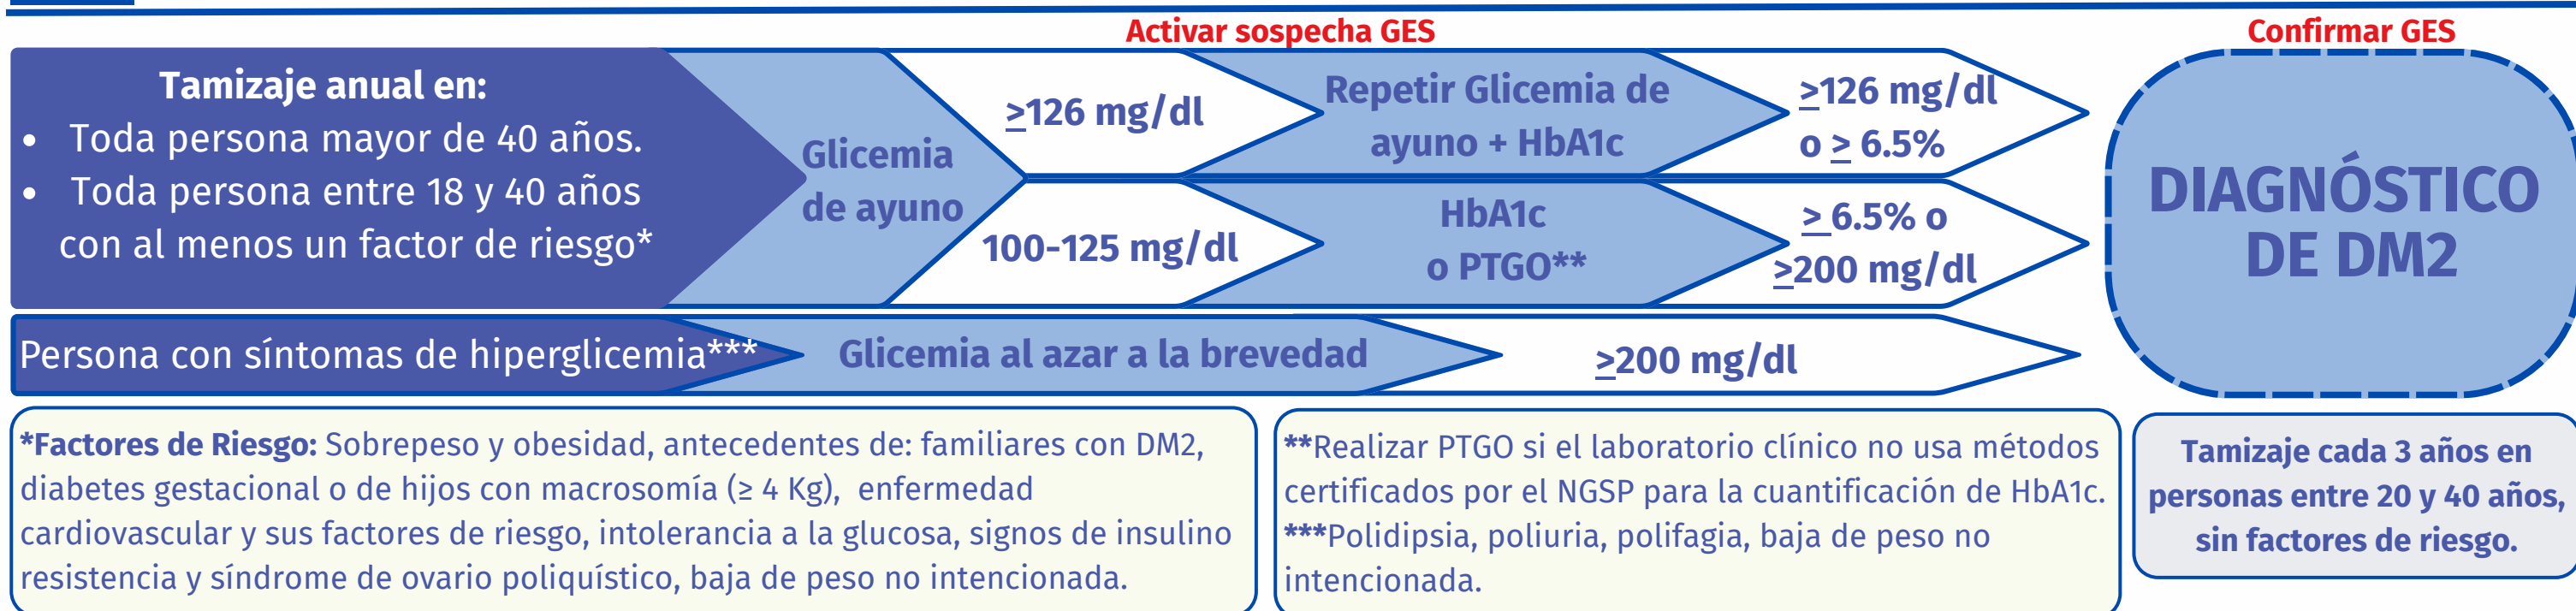 Activar sospecha GES
Confirmar GES
Tamizaje anual en:
• Toda persona mayor de 40 años.
• Toda persona entre 18 y 40 años
con al menos un factor de riesgo*
Glicemia
de ayuno
≥126 mg/dl
Repetir Glicemia de
ayuno + HbA1c
≥126 mg/dl
o ≥ 6.5%
100-125 mg/dl
HbA1c
o PTGO**
≥ 6.5% o
≥200 mg/dl
DIAGNÓSTICO
DE DM2
Persona con síntomas de hiperglicemia***
Glicemia al azar a la brevedad
≥200 mg/dl
*Factores de Riesgo: Sobrepeso y obesidad, antecedentes de: familiares con DM2,
diabetes gestacional o de hijos con macrosomía (≥ 4 Kg), enfermedad
cardiovascular y sus factores de riesgo, intolerancia a la glucosa, signos de insulino
resistencia y síndrome de ovario poliquístico, baja de peso no intencionada.
**Realizar PTGO si el laboratorio clínico no usa métodos
certificados por el NGSP para la cuantificación de HbA1c.
***Polidipsia, poliuria, polifagia, baja de peso no
intencionada.
Tamizaje cada 3 años en
personas entre 20 y 40 años,
sin factores de riesgo.